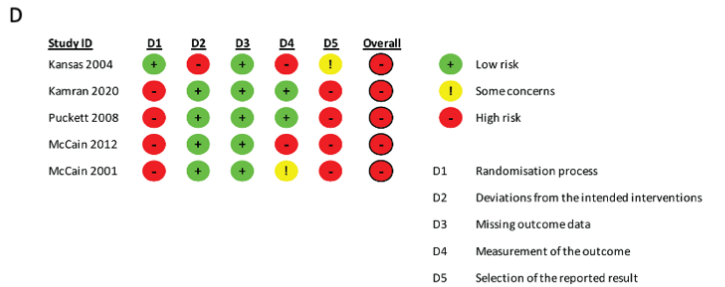 D
Study ID D1 D2 D3 D4 D5 Overall
Kansas 2004 + - + - ! -
Kamran 2020 - + + + - -
Puckett 2008 - + + + - -
McCain 2012 - + + - - -
McCain 2001 - + + ! - -
+ Low risk
! Some concerns
- High risk
D1 Randomisation process
D2 Deviations from the intended interventions
D3 Missing outcome data
D4 Measurement of the outcome
D5 Selection of the reported result